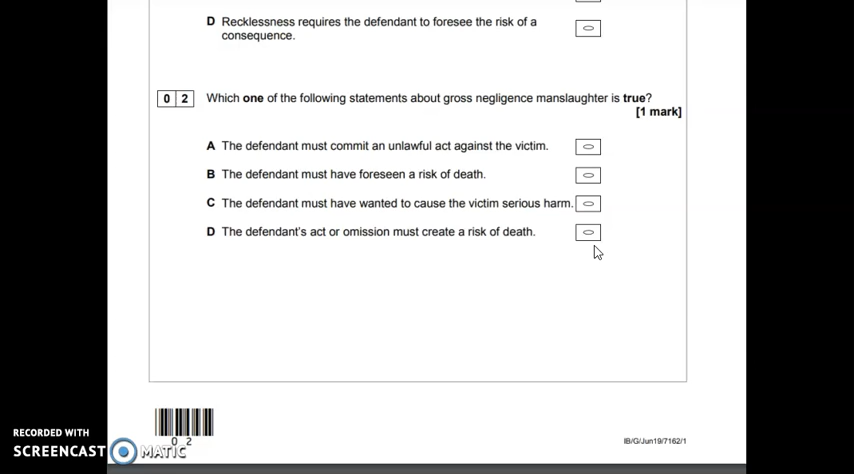 D Recklessness requires the defendant to foresee the risk of a
consequence.
0 2 Which one of the following statements about gross negligence manslaughter is true?
[1 mark]
A The defendant must commit an unlawful act against the victim.
B The defendant must have foreseen a risk of death.
C The defendant must have wanted to cause the victim serious harm.
D The defendant's act or omission must create a risk of death.
0 2
IB/G/Jun19/7162/1
RECORDED WITH
SCREENCAST MATIC